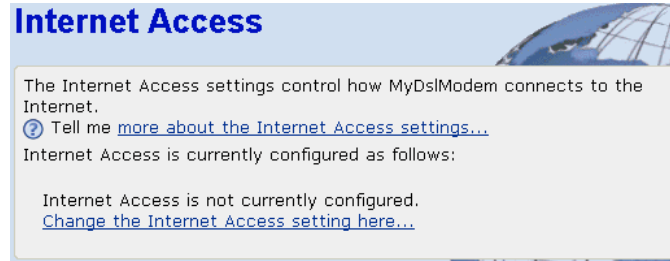 Internet Access
The Internet Access settings control how MyDslModem connects to the
Internet.
? Tell me more about the Internet Access settings...
Internet Access is currently configured as follows:
Internet Access is not currently configured.
Change the Internet Access setting here...